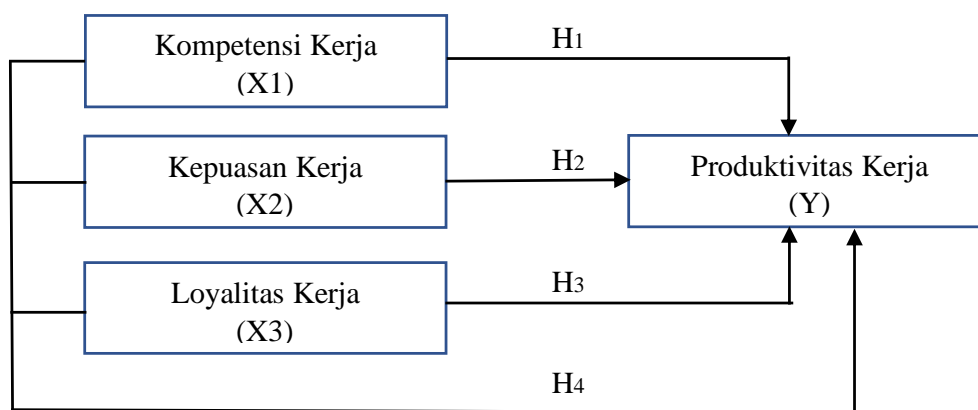 Kompetensi Kerja
(X1)
H1
Kepuasan Kerja
(X2)
H2
Produktivitas Kerja
(Y)
Loyalitas Kerja
(X3)
H3
H4